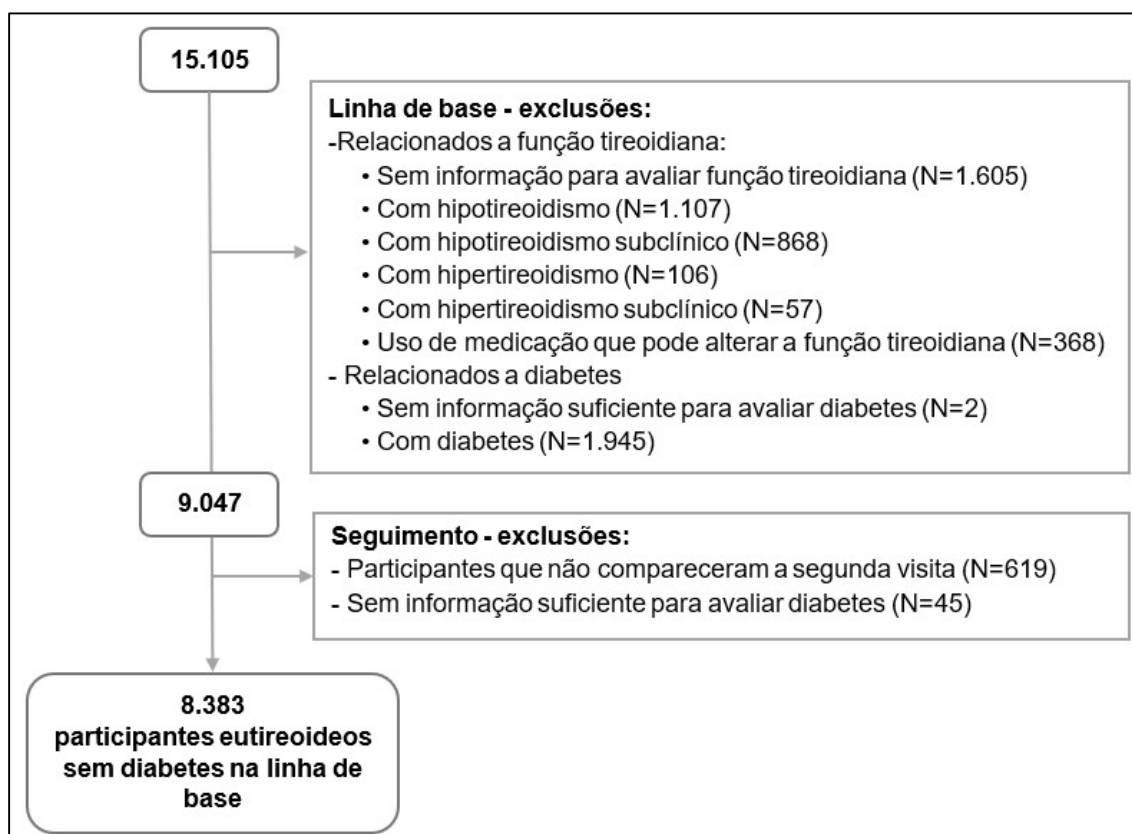 15.105
Linha de base - exclusões:
-Relacionados a função tireoidiana:
• Sem informação para avaliar função tireoidiana (N=1.605)
• Com hipotireoidismo (N=1.107)
• Com hipotireoidismo subclínico (N=868)
• Com hipertireoidismo (N=106)
• Com hipertireoidismo subclínico (N=57)
• Uso de medicação que pode alterar a função tireoidiana (N=368)
- Relacionados a diabetes
• Sem informação suficiente para avaliar diabetes (N=2)
• Com diabetes (N=1.945)
9.047
Seguimento - exclusões:
- Participantes que não compareceram a segunda visita (N=619)
- Sem informação suficiente para avaliar diabetes (N=45)
8.383
participantes eutireoideos
sem diabetes na linha de
base